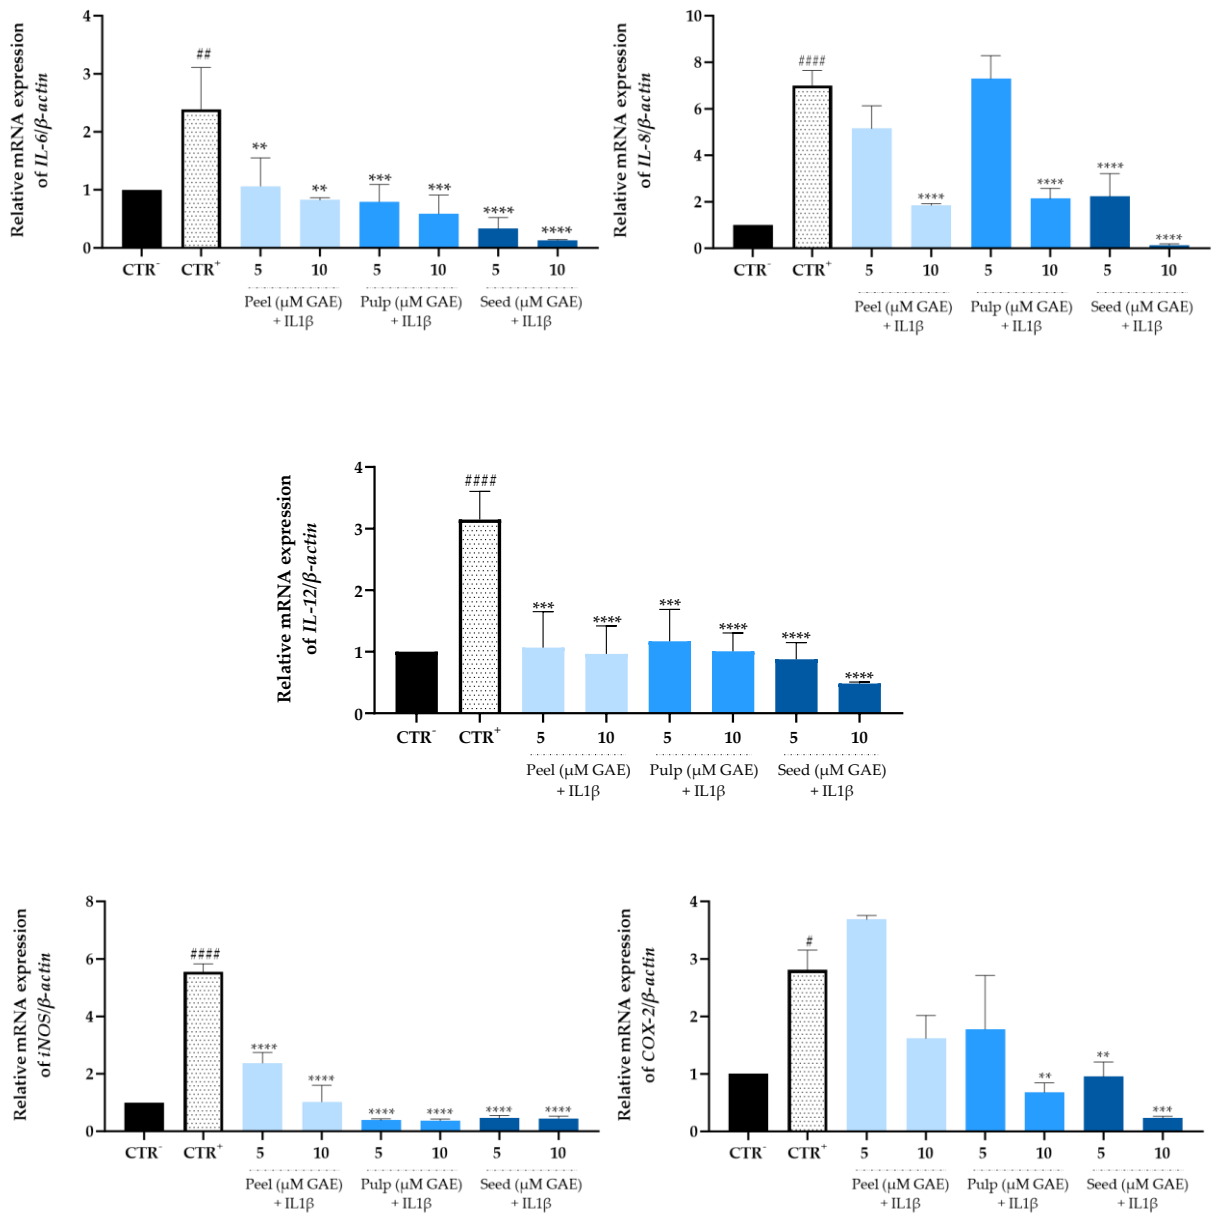 Relative mRNA expression
of IL-6/β-actin
4
3
2
1
0
##
**
**
***
***
****
****
CTR- CTR+ 5 10 5 10 5 10
Peel (μM GAE) Pulp (μM GAE) Seed (μM GAE)
+ IL1β + IL1β + IL1β
Relative mRNA expression
of IL-8/β-actin
10
8
6
4
2
0
####
****
****
****
****
CTR- CTR+ 5 10 5 10 5 10
Peel (μM GAE) Pulp (μM GAE) Seed (μM GAE)
+ IL1β + IL1β + IL1β
Relative mRNA expression
of IL-12/β-actin
4
3
2
1
0
####
***
****
***
****
****
****
CTR- CTR+ 5 10 5 10 5 10
Peel (μM GAE) Pulp (μM GAE) Seed (μM GAE)
+ IL1β + IL1β + IL1β
Relative mRNA expression
of iNOS/β-actin
8
6
4
2
0
####
****
****
****
****
****
****
CTR- CTR+ 5 10 5 10 5 10
Peel (μM GAE) Pulp (μM GAE) Seed (μM GAE)
+ IL1β + IL1β + IL1β
Relative mRNA expression
of COX-2/β-actin
4
3
2
1
0
#
**
**
***
CTR- CTR+ 5 10 5 10 5 10
Peel (μM GAE) Pulp (μM GAE) Seed (μM GAE)
+ IL1β + IL1β + IL1β